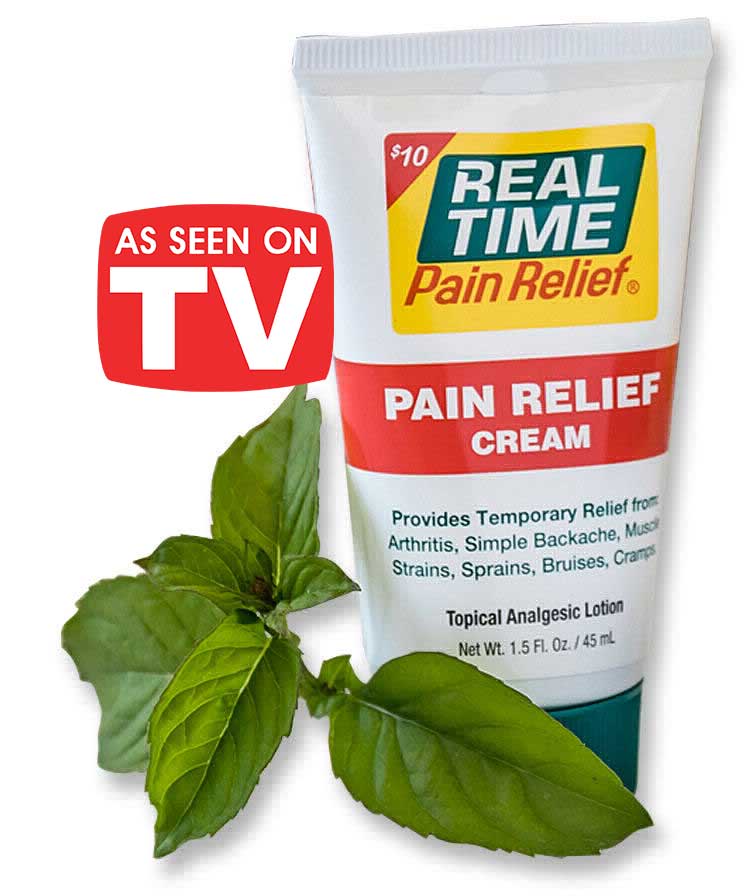 AS SEEN ON
TV
$10
REAL
TIME
Pain Relief®
PAIN RELIEF
CREAM
Provides Temporary Relief from:
Arthritis, Simple Backache, Muscle
Strains, Sprains, Bruises, Cramps.
Topical Analgesic Lotion
Net Wt. 1.5 Fl. Oz. / 45 mL